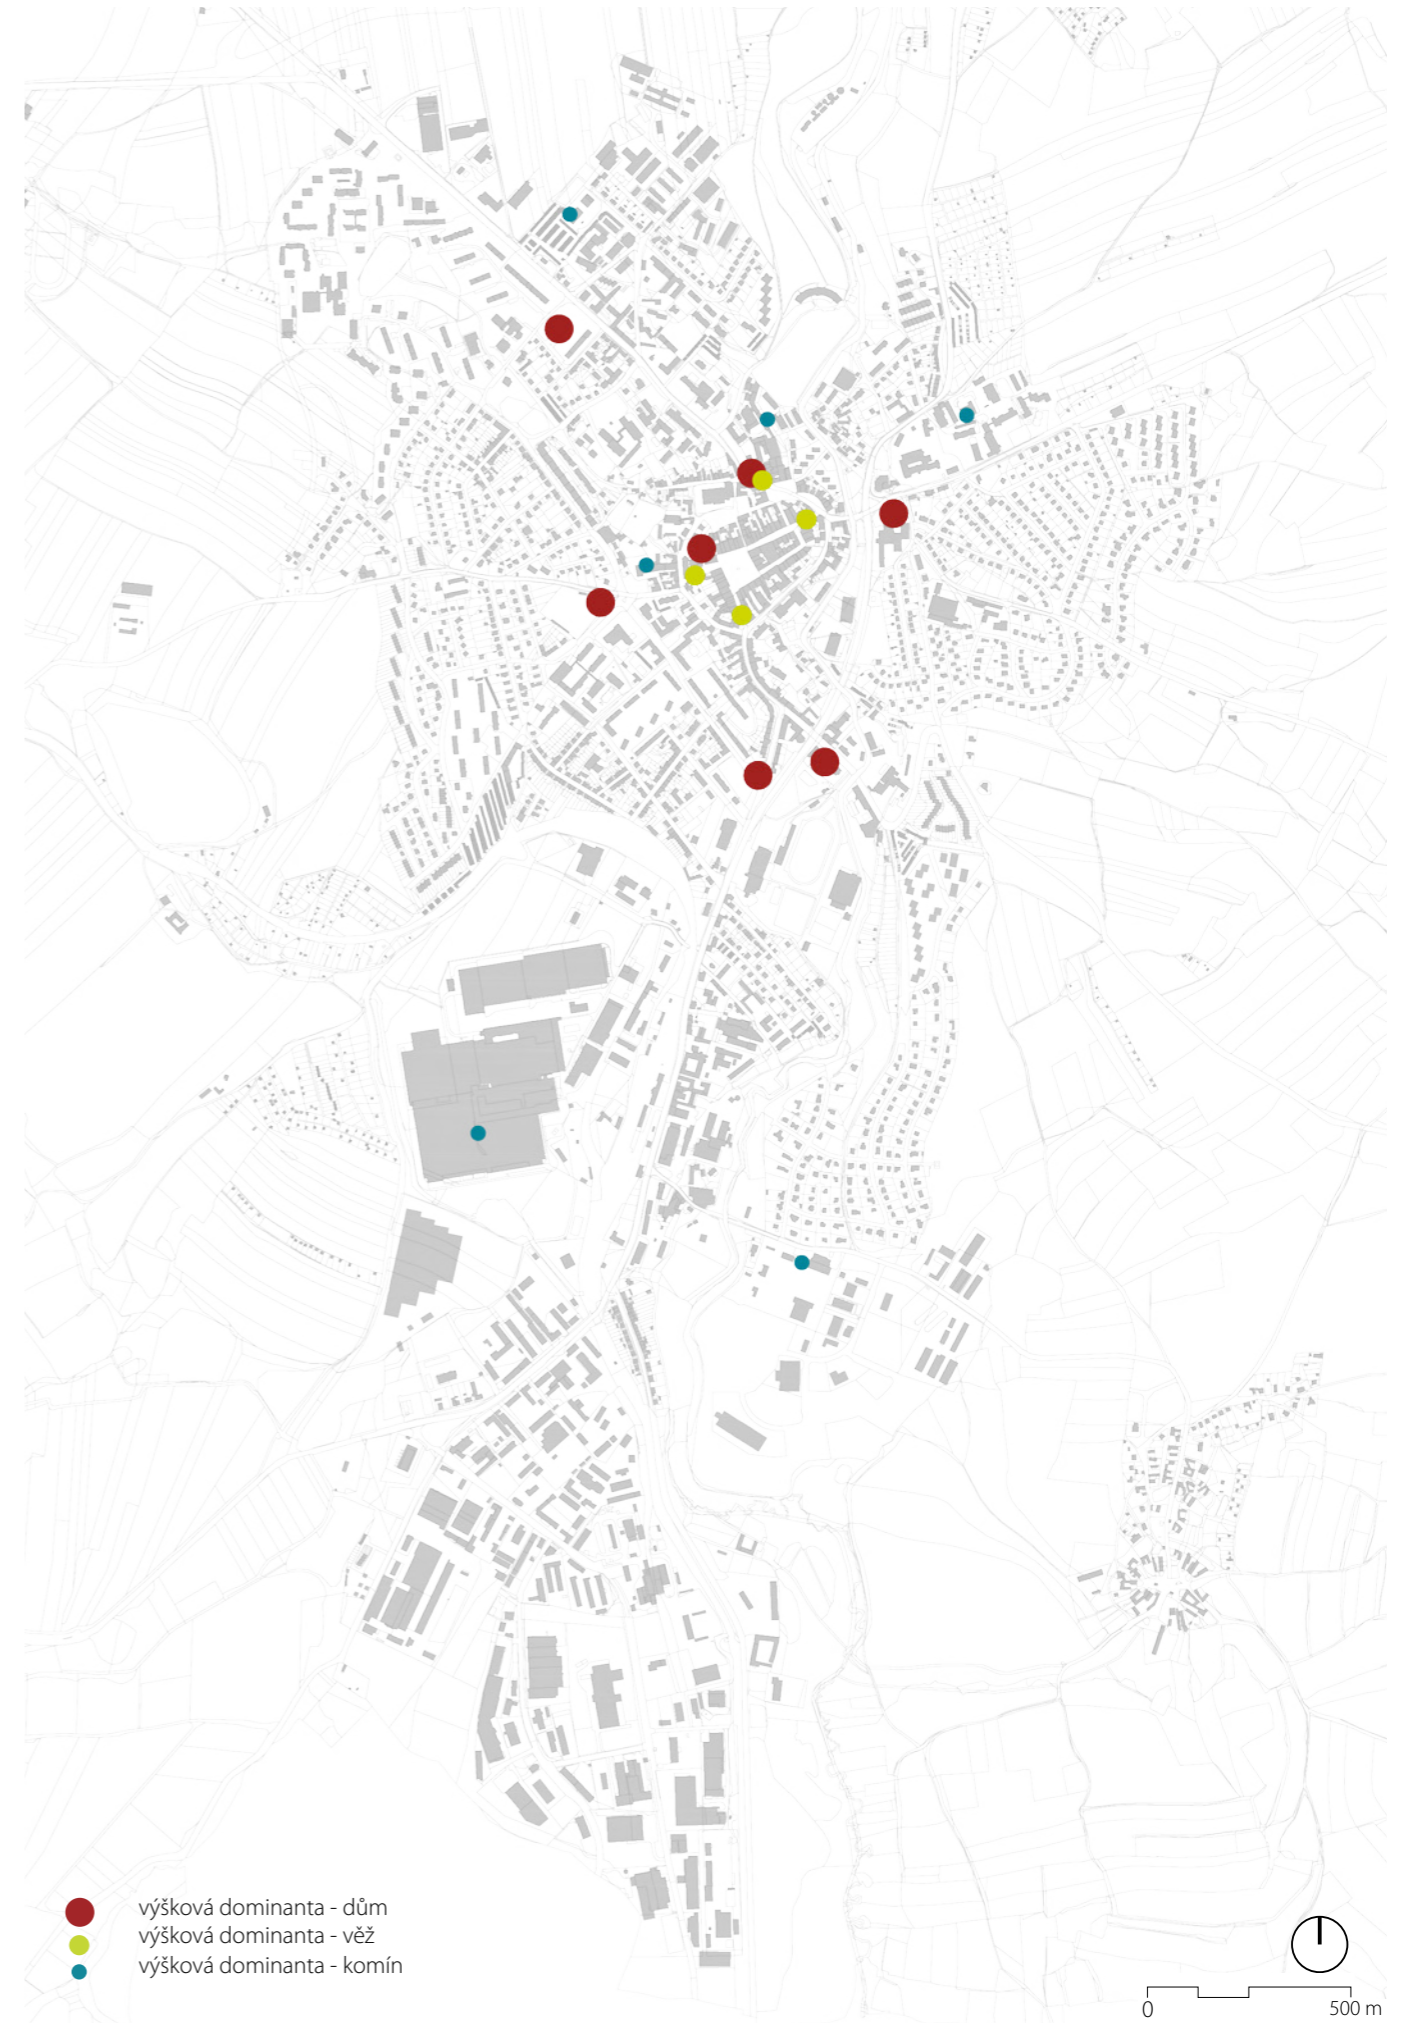 výšková dominanta - dům
výšková dominanta - věž
výšková dominanta - komín
0 500 m